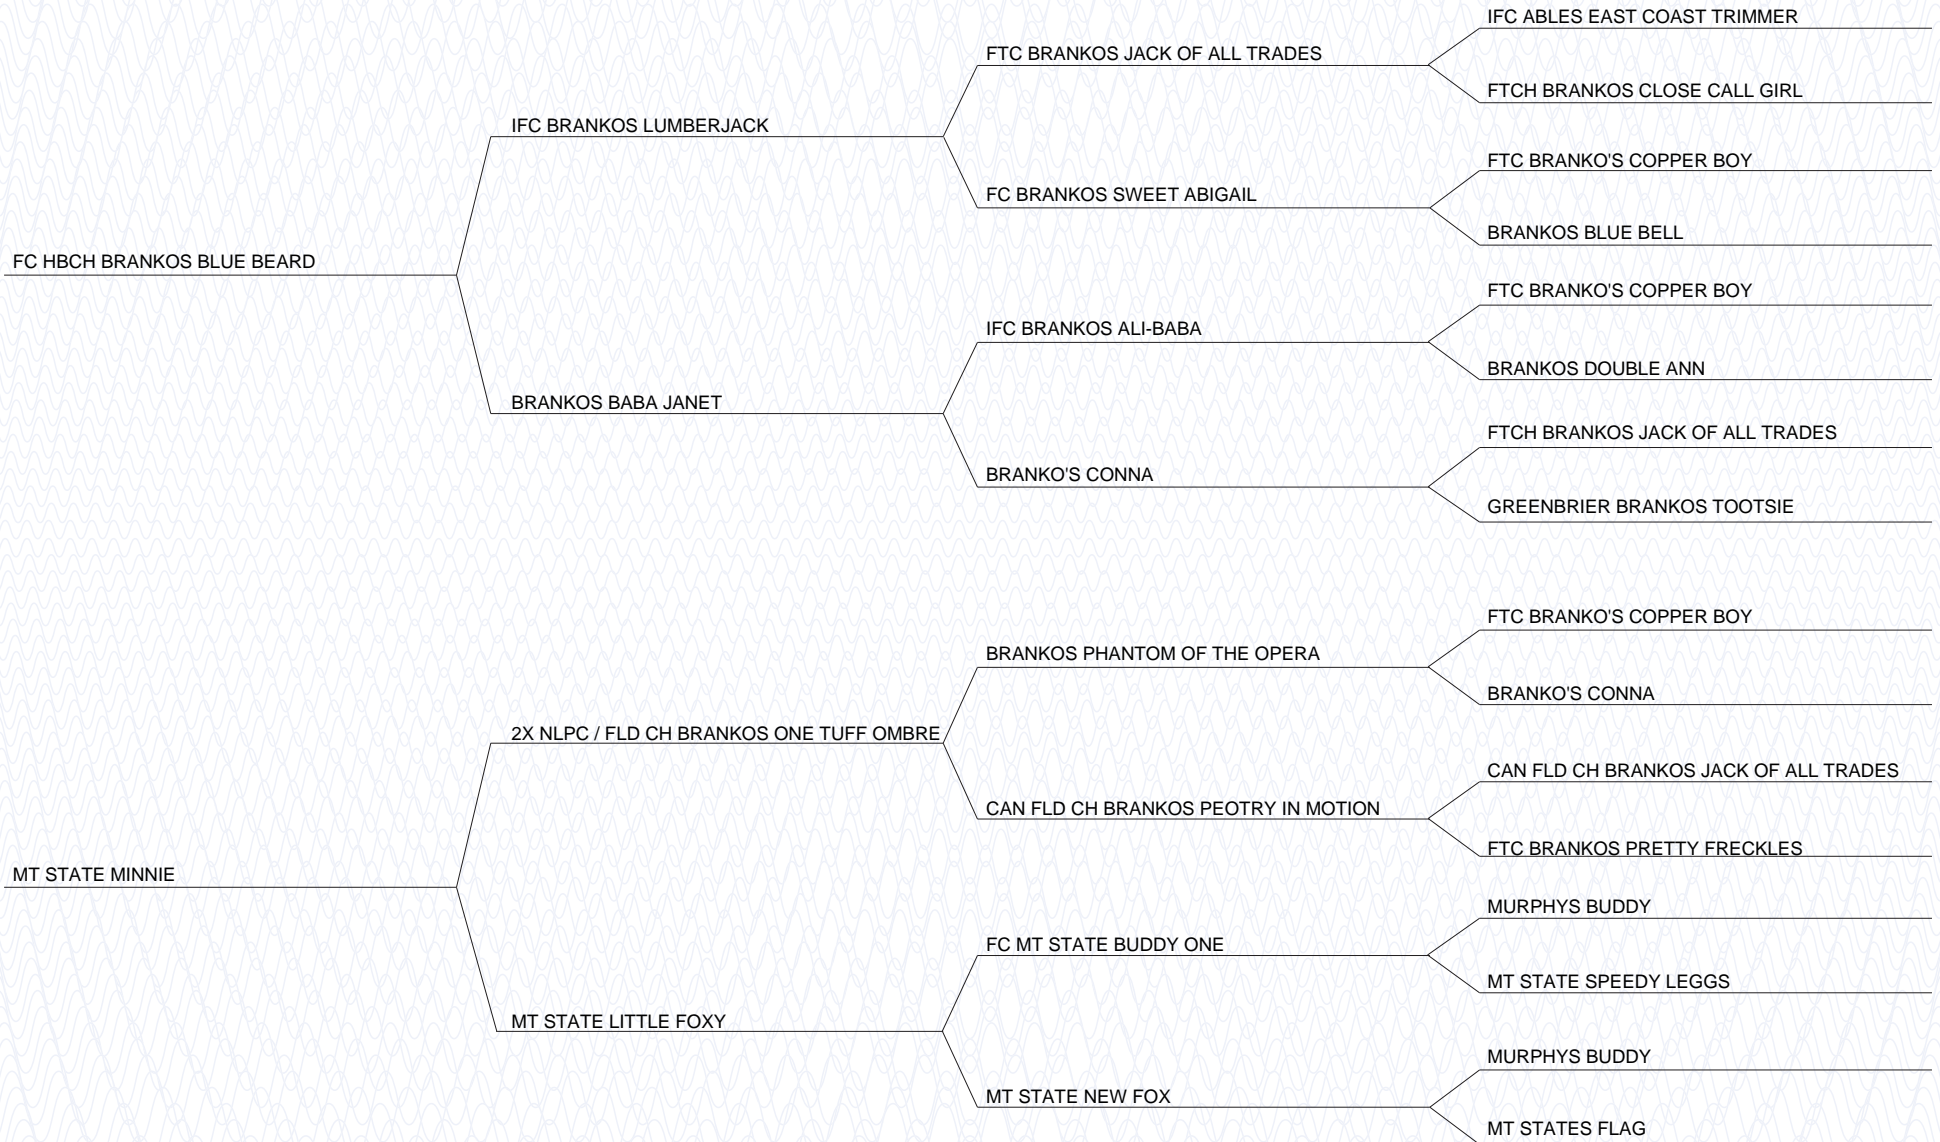 IFC ABLES EAST COAST TRIMMER
FTC BRANKOS JACK OF ALL TRADES
FTCH BRANKOS CLOSE CALL GIRL
IFC BRANKOS LUMBERJACK
FTC BRANKO'S COPPER BOY
FC BRANKOS SWEET ABIGAIL
BRANKOS BLUE BELL
FC HBCH BRANKOS BLUE BEARD
FTC BRANKO'S COPPER BOY
IFC BRANKOS ALI-BABA
BRANKOS DOUBLE ANN
BRANKOS BABA JANET
FTCH BRANKOS JACK OF ALL TRADES
BRANKO'S CONNA
GREENBRIER BRANKOS TOOTSIE
FTC BRANKO'S COPPER BOY
BRANKOS PHANTOM OF THE OPERA
BRANKO'S CONNA
2X NLPC / FLD CH BRANKOS ONE TUFF OMBRE
CAN FLD CH BRANKOS JACK OF ALL TRADES
CAN FLD CH BRANKOS PEOTRY IN MOTION
FTC BRANKOS PRETTY FRECKLES
MT STATE MINNIE
MURPHYS BUDDY
FC MT STATE BUDDY ONE
MT STATE SPEEDY LEGGS
MT STATE LITTLE FOXY
MURPHYS BUDDY
MT STATE NEW FOX
MT STATES FLAG